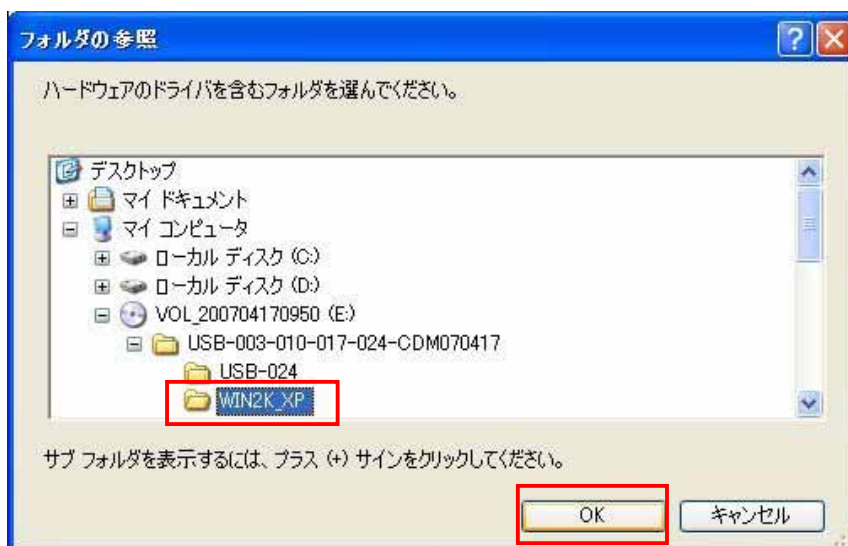 フォルダの参照
ハードウェアのドライバを含むフォルダを選んでください。
デスクトップ
マイ ドキュメント
マイ コンピュータ
ローカル ディスク (C:)
ローカル ディスク (D:)
VOL_200704170950 (E:)
USB-003-010-017-024-CDM070417
USB-024
WIN2K_XP
サブ フォルダを表示するには、プラス (+) サインをクリックしてください。
OK キャンセル